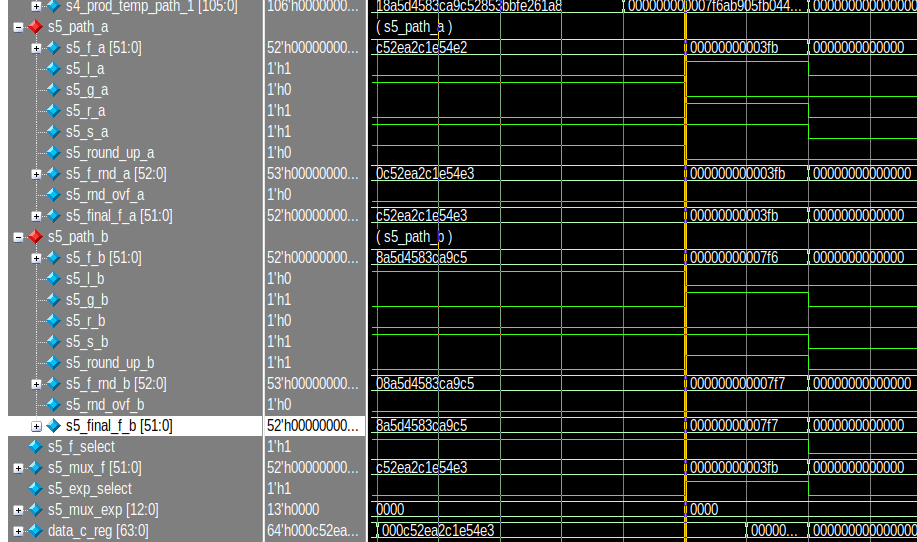 s4_prod_temp_path_1 [105:0] 106'h00000000... 18a5d4583ca9c52853bbfe261a8 00000000007f6ab905fb044... 0000000000000
s5_path_a ( s5_path_a )
s5_f_a [51:0] 52'h00000000... c52ea2c1e54e2 00000000003fb 0000000000000
s5_l_a 1'h1
s5_g_a 1'h0
s5_r_a 1'h1
s5_s_a 1'h1
s5_round_up_a 1'h0
s5_f_rnd_a [52:0] 53'h00000000... 0c52ea2c1e54e3 00000000003fb 00000000000000
s5_rnd_ovf_a 1'h0
s5_final_f_a [51:0] 52'h00000000... c52ea2c1e54e3 00000000003fb 0000000000000
s5_path_b ( s5_path_b )
s5_f_b [51:0] 52'h00000000... 8a5d4583ca9c5 00000000007f6 0000000000000
s5_l_b 1'h0
s5_g_b 1'h1
s5_r_b 1'h0
s5_s_b 1'h1
s5_round_up_b 1'h1
s5_f_rnd_b [52:0] 53'h00000000... 08a5d4583ca9c5 000000000007f7 00000000000000
s5_rnd_ovf_b 1'h0
s5_final_f_b [51:0] 52'h00000000... 8a5d4583ca9c5 00000000007f7 0000000000000
s5_f_select 1'h1
s5_mux_f [51:0] 52'h00000000... c52ea2c1e54e3 00000000003fb 0000000000000
s5_exp_select 1'h1
s5_mux_exp [12:0] 13'h0000 0000 0000
data_c_reg [63:0] 64'h000c52ea... 000c52ea2c1e54e3 00000... 0000000000000